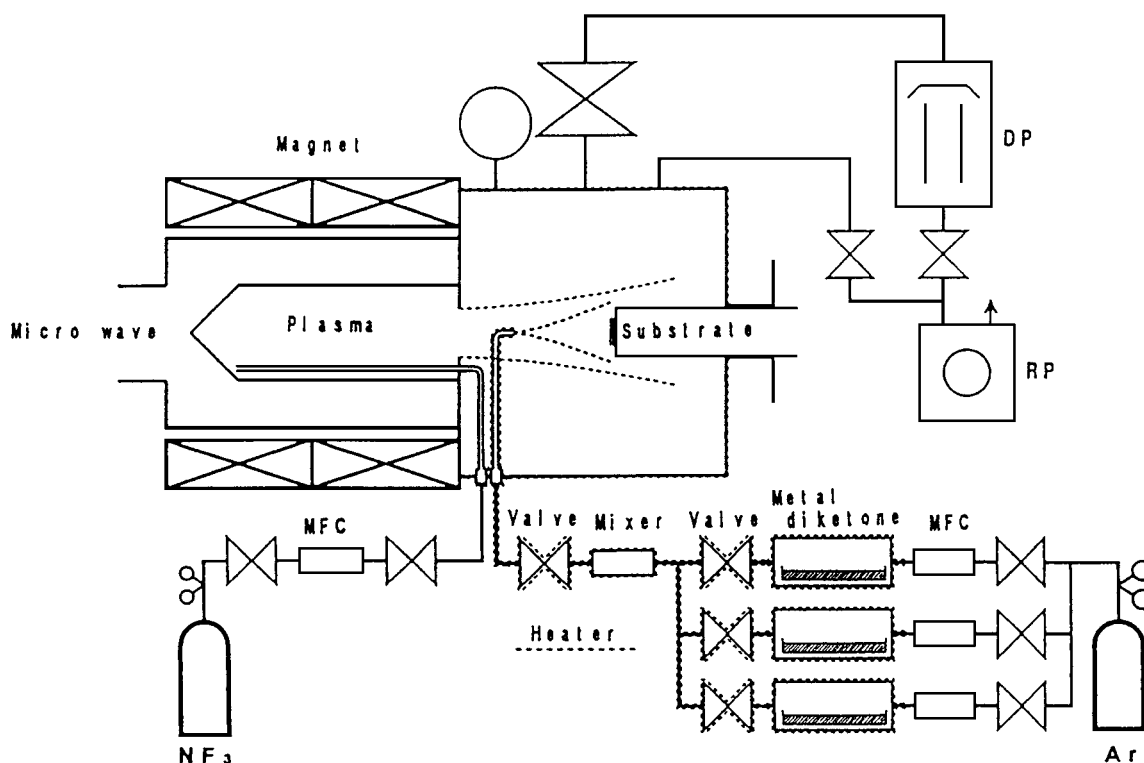 Magnet
DP
Micro wave
Plasma
Substrate
RP
MFC
Valve
Mixer
Valve
Metal
diketone
MFC
Heater
NF3
Ar